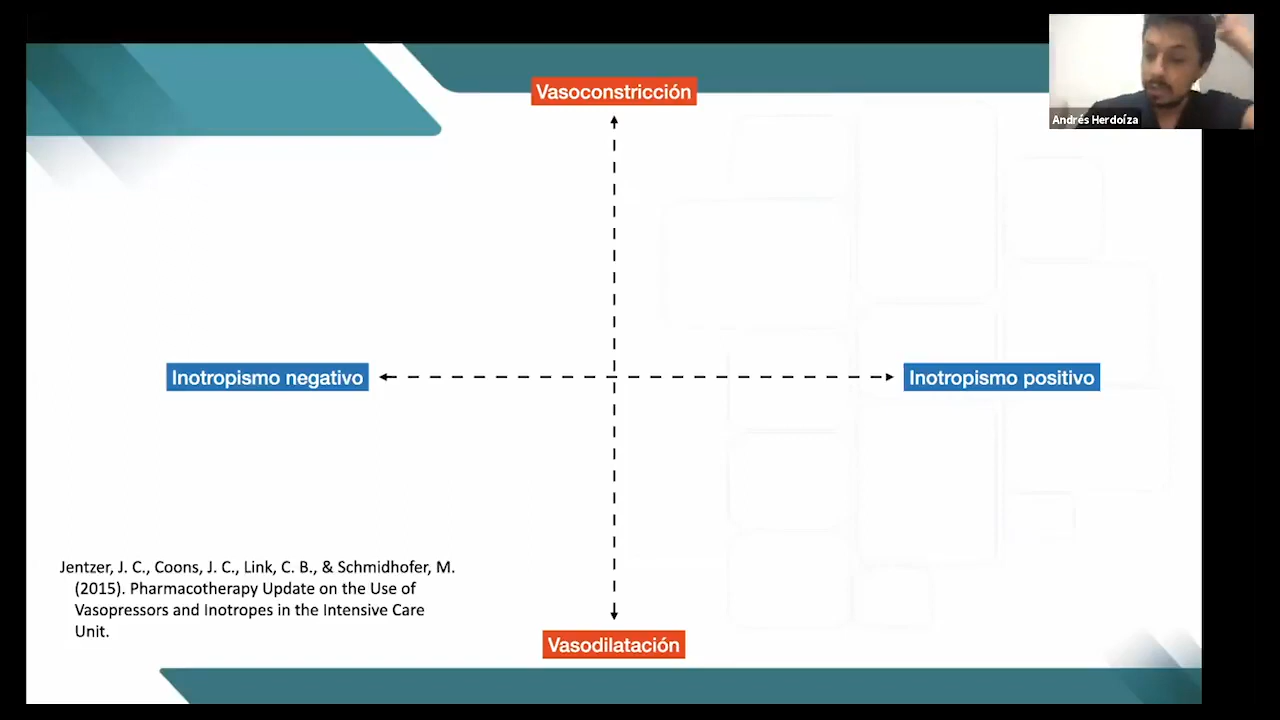 Vasoconstricción
Andrés Herdoíza
Inotropismo negativo
Inotropismo positivo
Jentzer, J. C., Coons, J. C., Link, C. B., & Schmidhofer, M.
(2015). Pharmacotherapy Update on the Use of
Vasopressors and Inotropes in the Intensive Care
Unit.
Vasodilatación